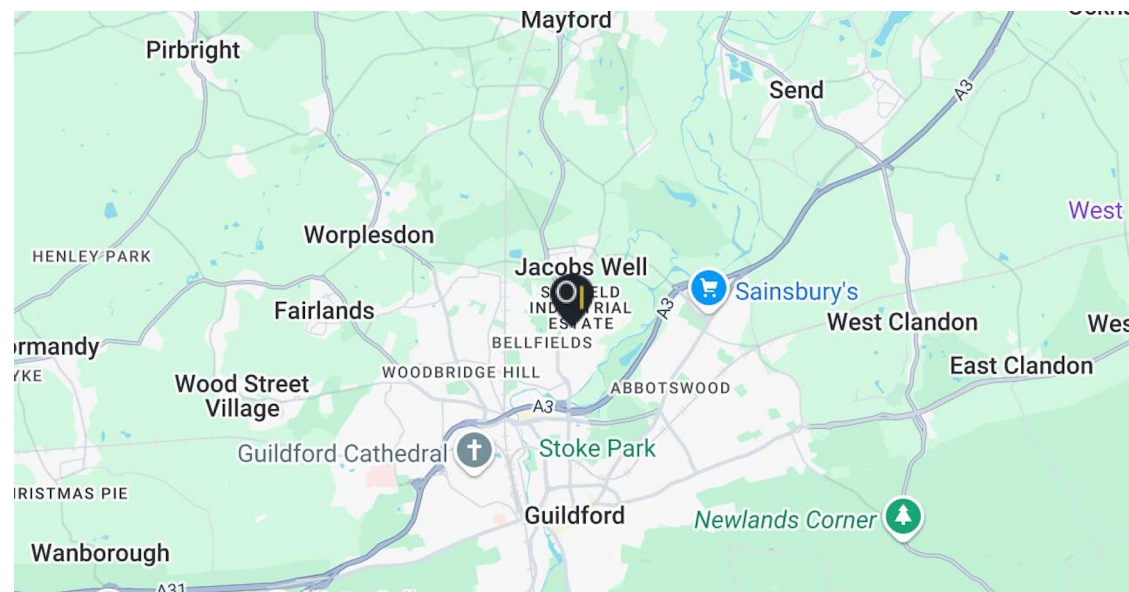 Mayford
Pirbright
Send
A3
West
Worplesdon
HENLEY PARK
Jacobs Well
ESTATE
Sainsbury's
A3
Fairlands
West Clandon
BELLFIELDS
East Clandon
WOODBRIDGE HILL
ABBOTSWOOD
Wood Street
Village
A3
Guildford Cathedral
Stoke Park
Guildford
Newlands Corner
Wanborough
A31